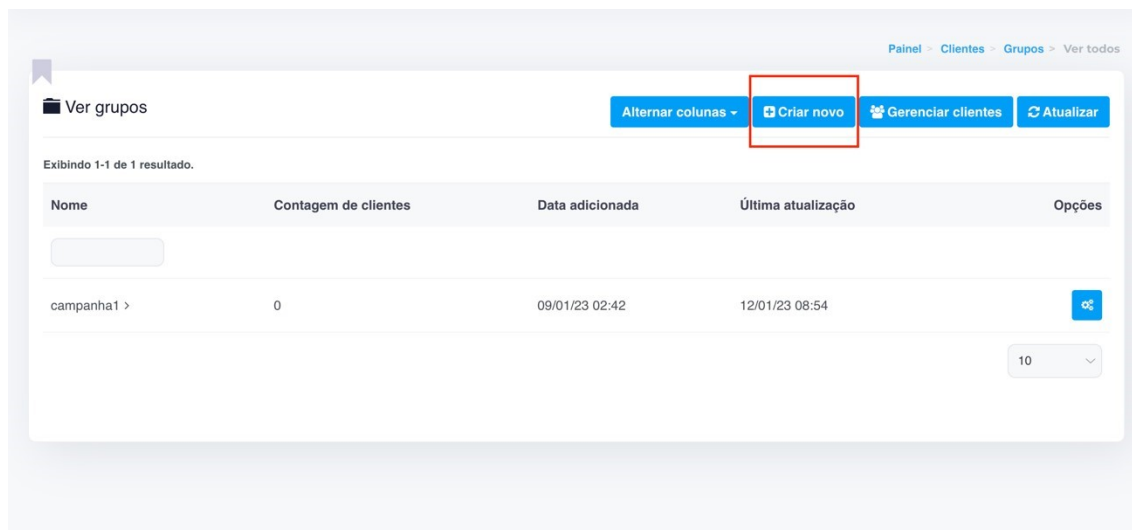 Painel > Clientes > Grupos > Ver todos
Ver grupos
Alternar colunas Criar novo Gerenciar clientes Atualizar
Exibindo 1-1 de 1 resultado.
Nome Contagem de clientes Data adicionada Última atualização Opções
campanha1 > 0 09/01/23 02:42 12/01/23 08:54
10